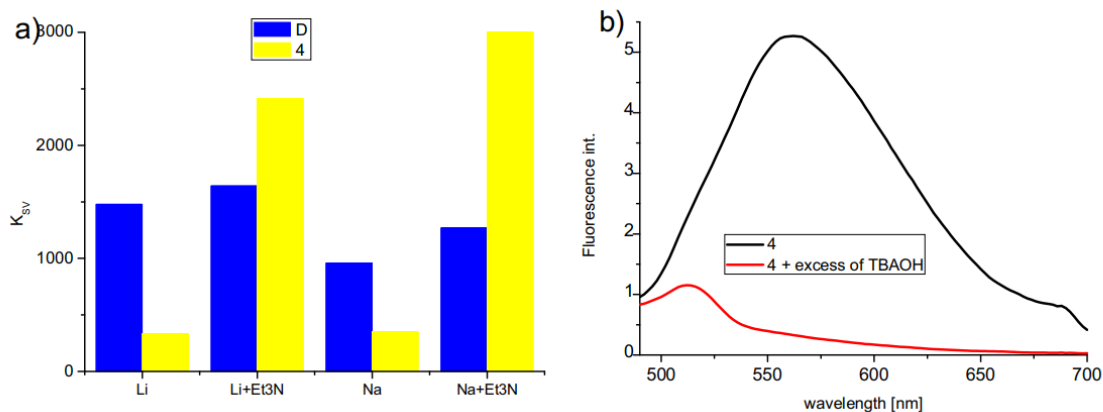 a)
D
4
3000
2000
1000
0
K_SV
Li
Li+Et3N
Na
Na+Et3N
b)
5
4
3
2
1
0
Fluorescence int.
4
4 + excess of TBAOH
500
550
600
650
700
wavelength [nm]